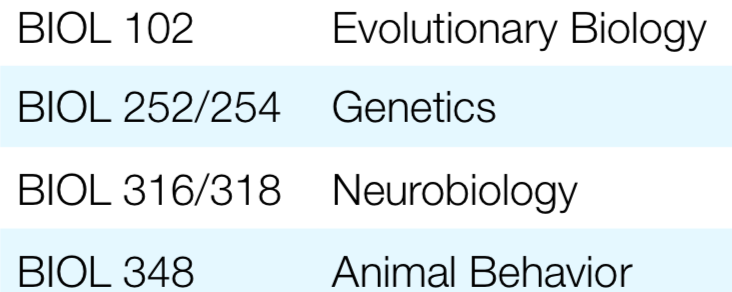 BIOL 102 Evolutionary Biology
BIOL 252/254 Genetics
BIOL 316/318 Neurobiology
BIOL 348 Animal Behavior